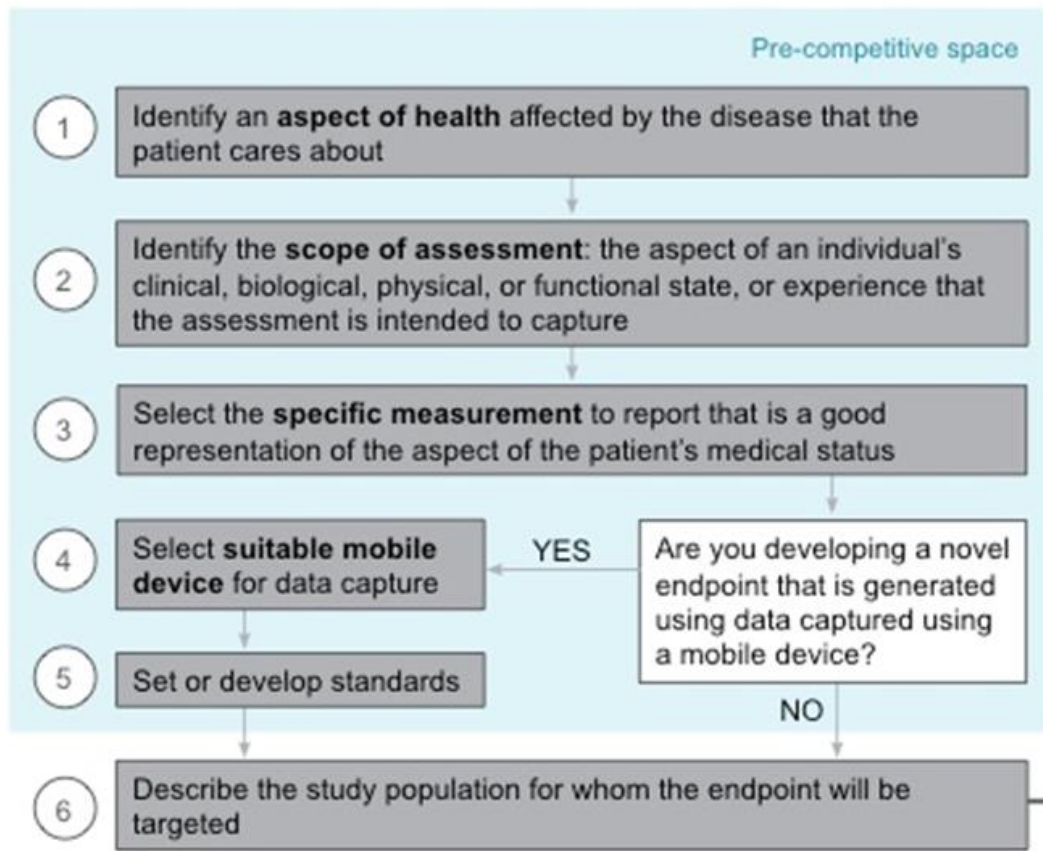 Pre-competitive space
1
Identify an aspect of health affected by the disease that the
patient cares about
2
Identify the scope of assessment: the aspect of an individual's
clinical, biological, physical, or functional state, or experience that
the assessment is intended to capture
3
Select the specific measurement to report that is a good
representation of the aspect of the patient's medical status
4
Select suitable mobile
device for data capture
YES
Are you developing a novel
endpoint that is generated
using data captured using
a mobile device?
5
Set or develop standards
NO
6
Describe the study population for whom the endpoint will be
targeted